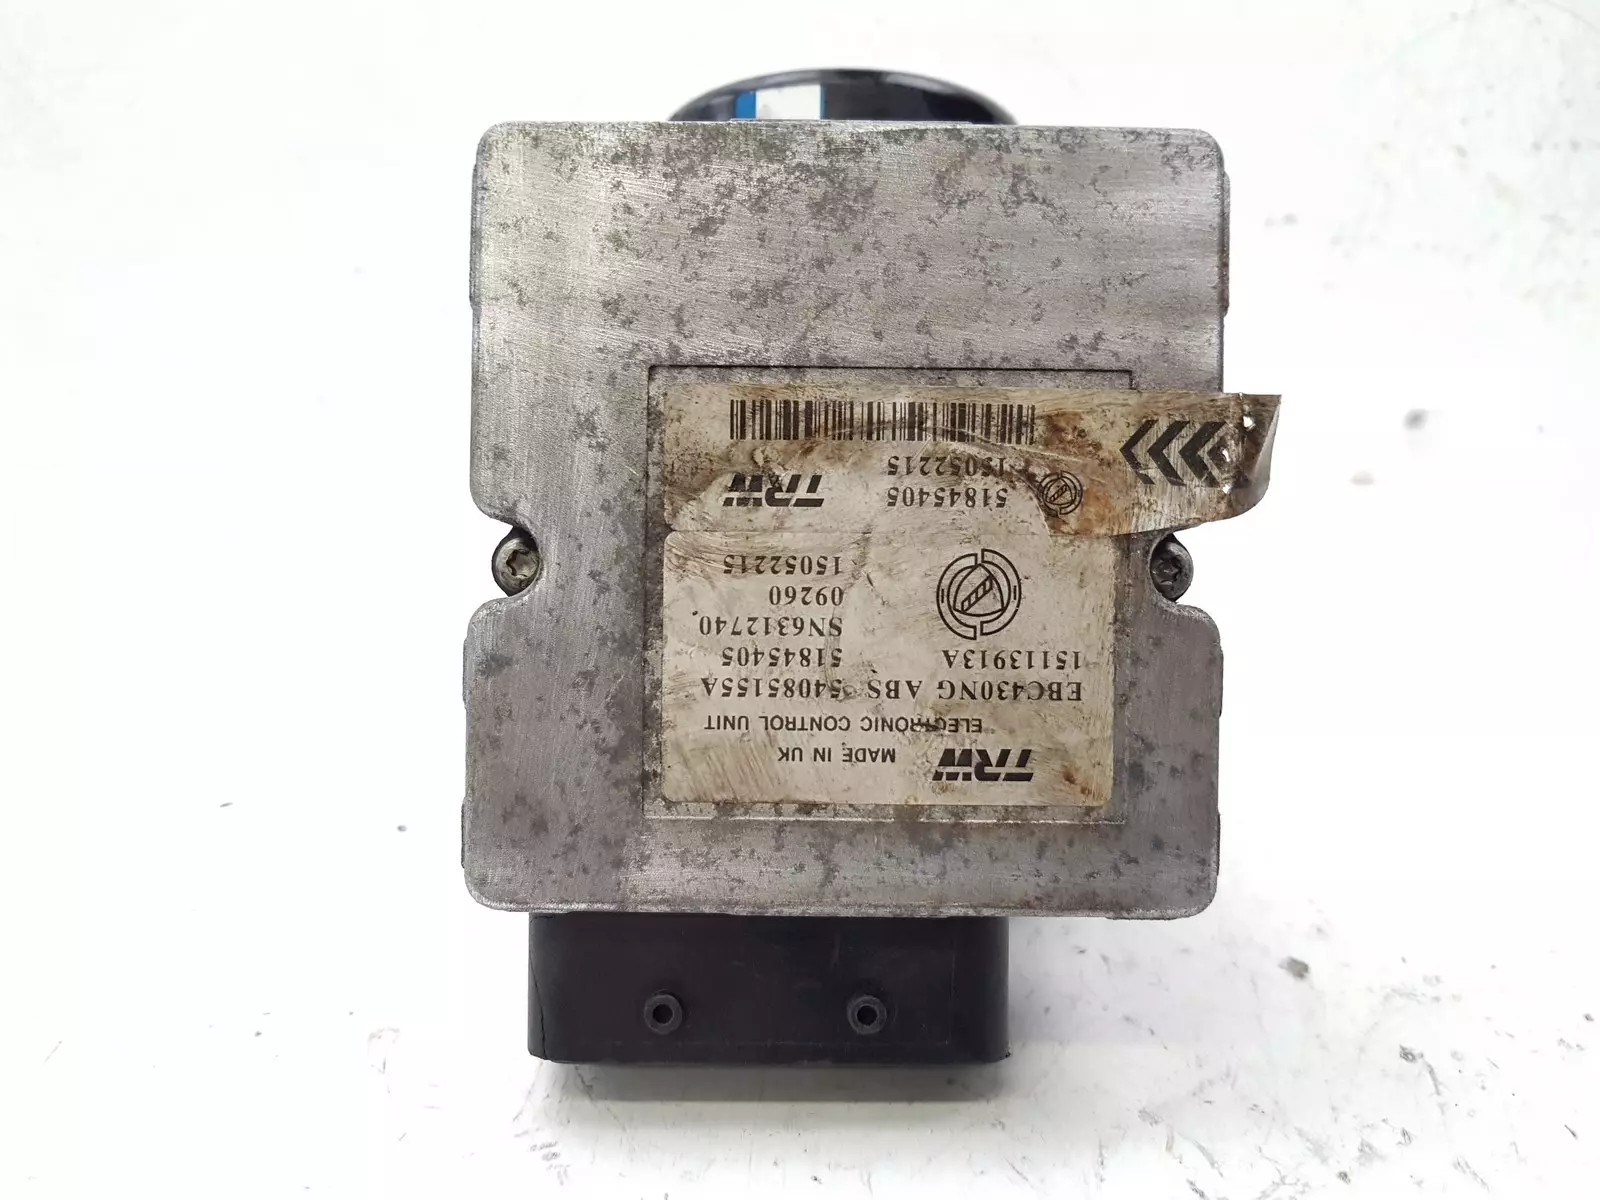 TRW MADE IN UK
ELECTRONIC CONTROL UNIT
EBC430NG ABS 54085155A
15113913A 51845405
SN6312740
09260
15052215
51845405 TRW
15052215